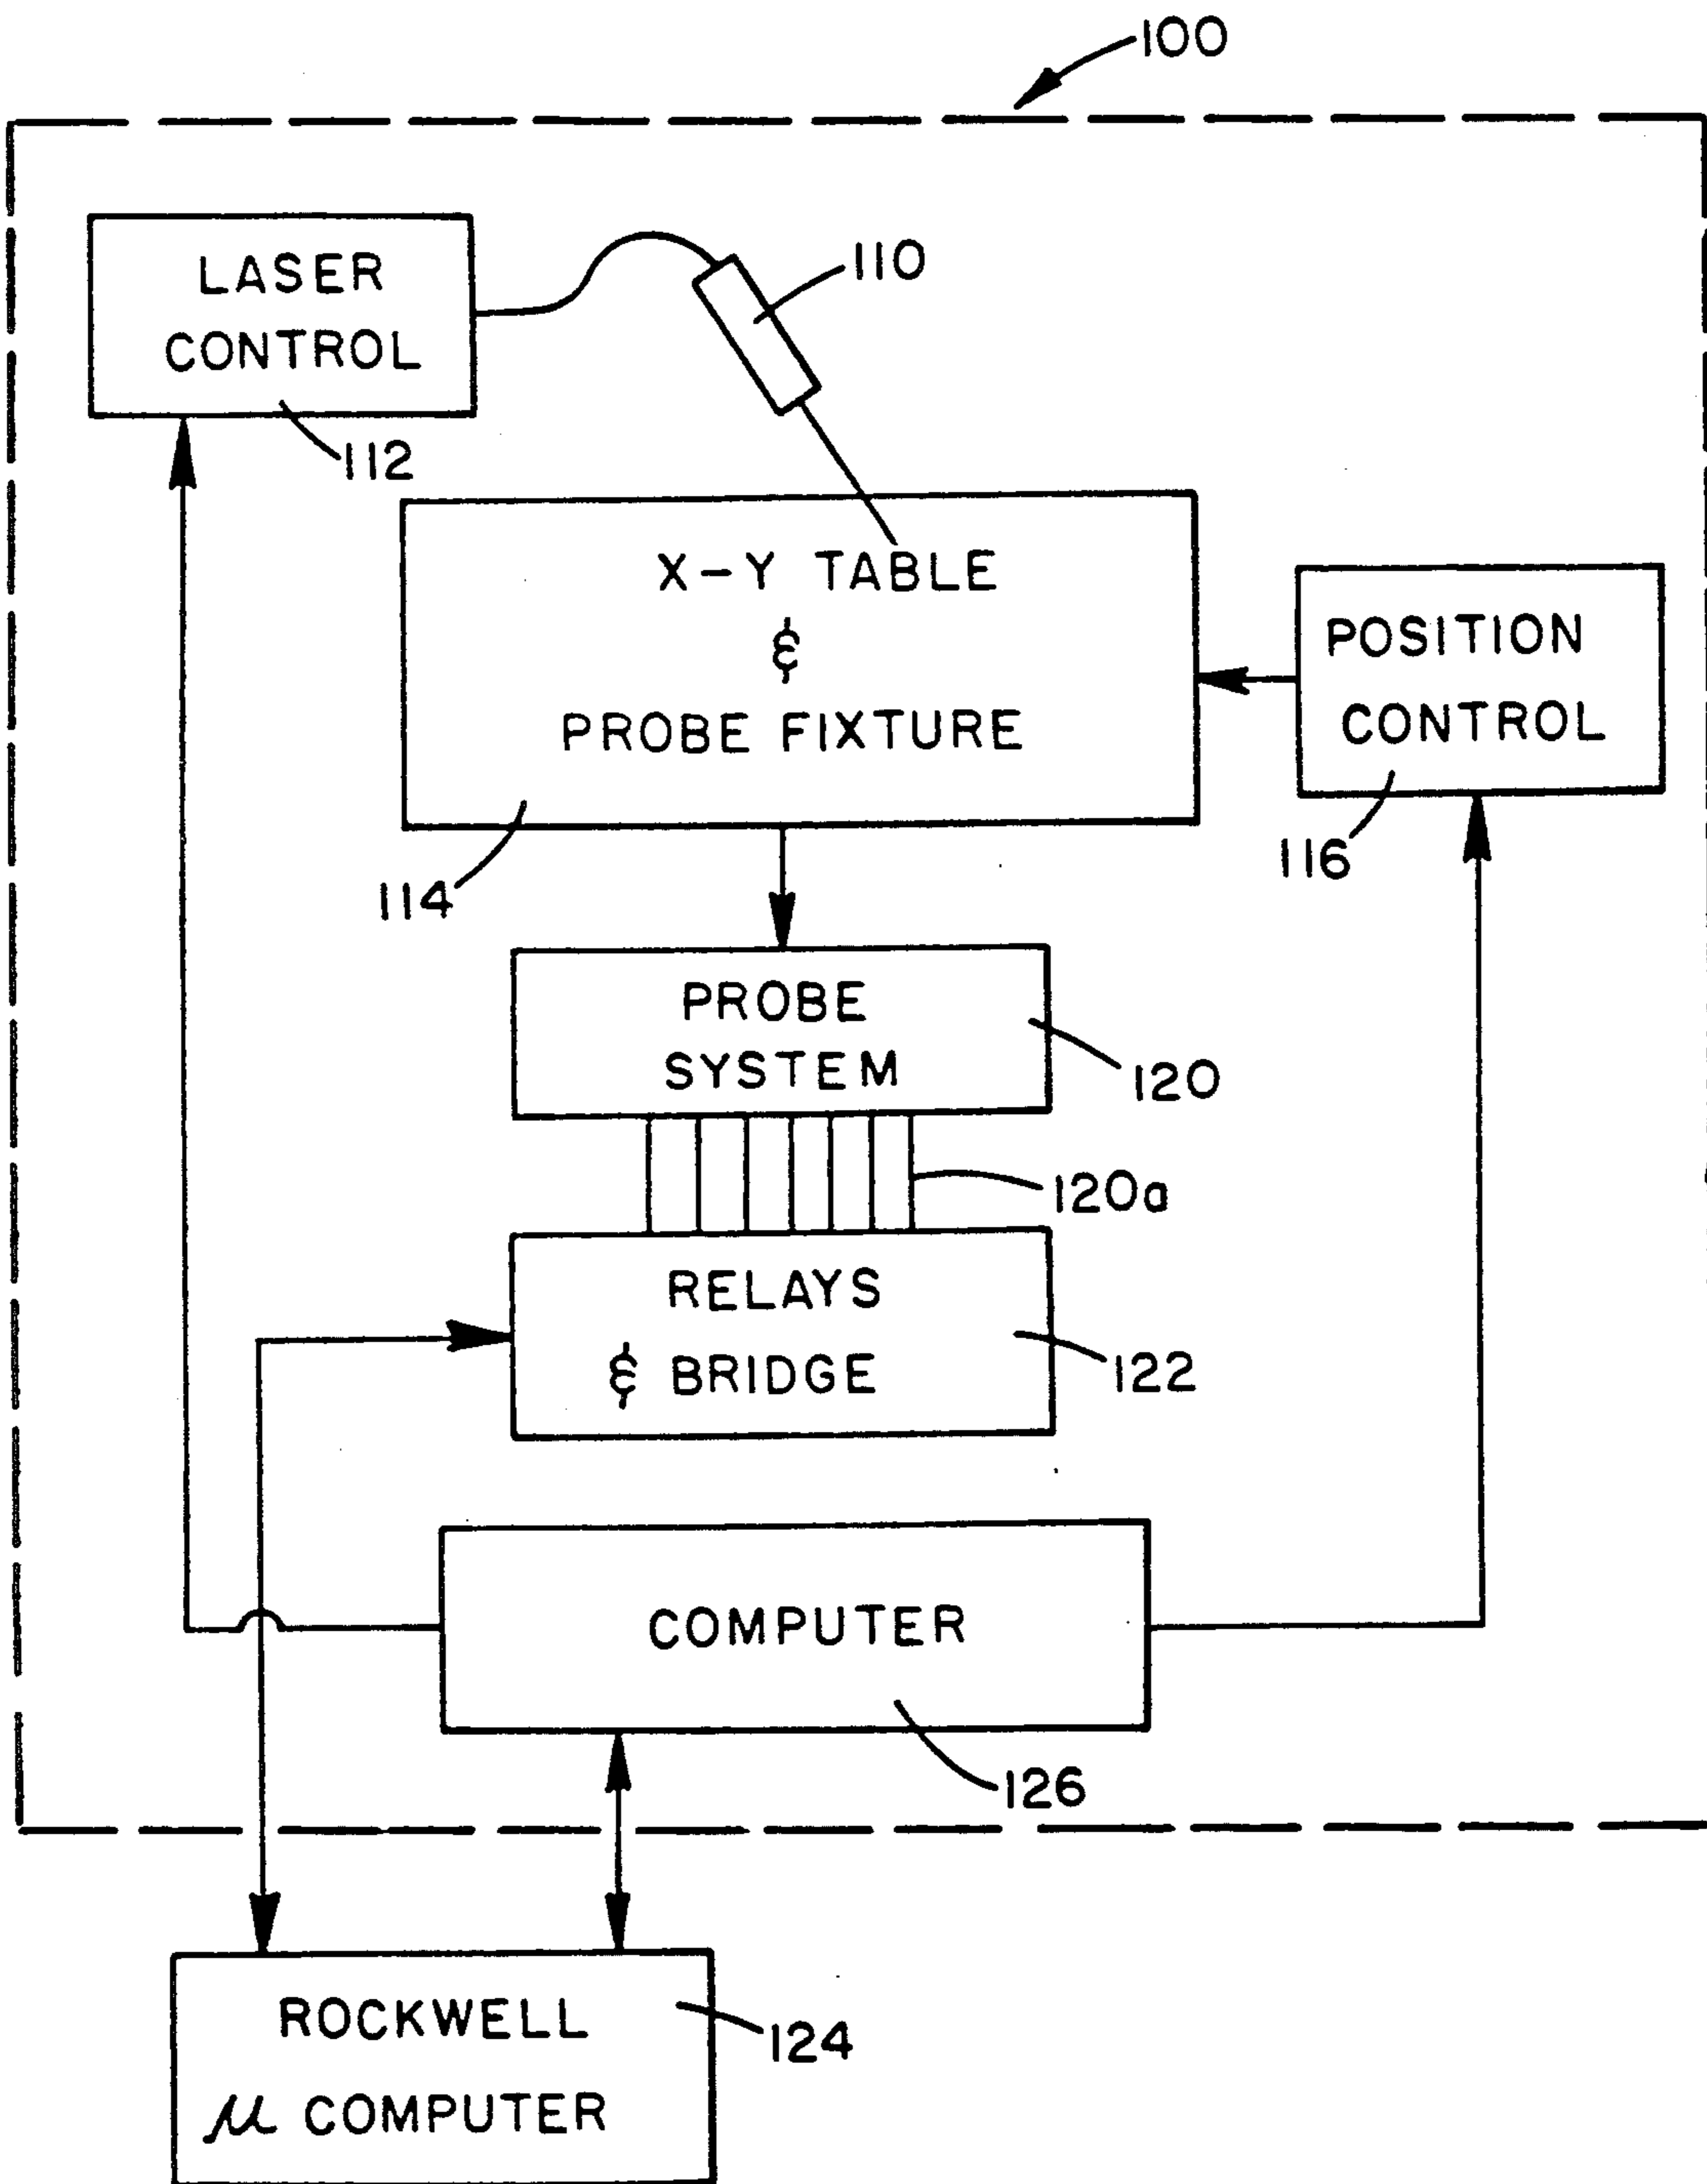 100
LASER
CONTROL
110
112
X-Y TABLE
&
PROBE FIXTURE
POSITION
CONTROL
114
116
PROBE
SYSTEM
120
120a
RELAYS
& BRIDGE
122
COMPUTER
126
ROCKWELL
μ COMPUTER
124